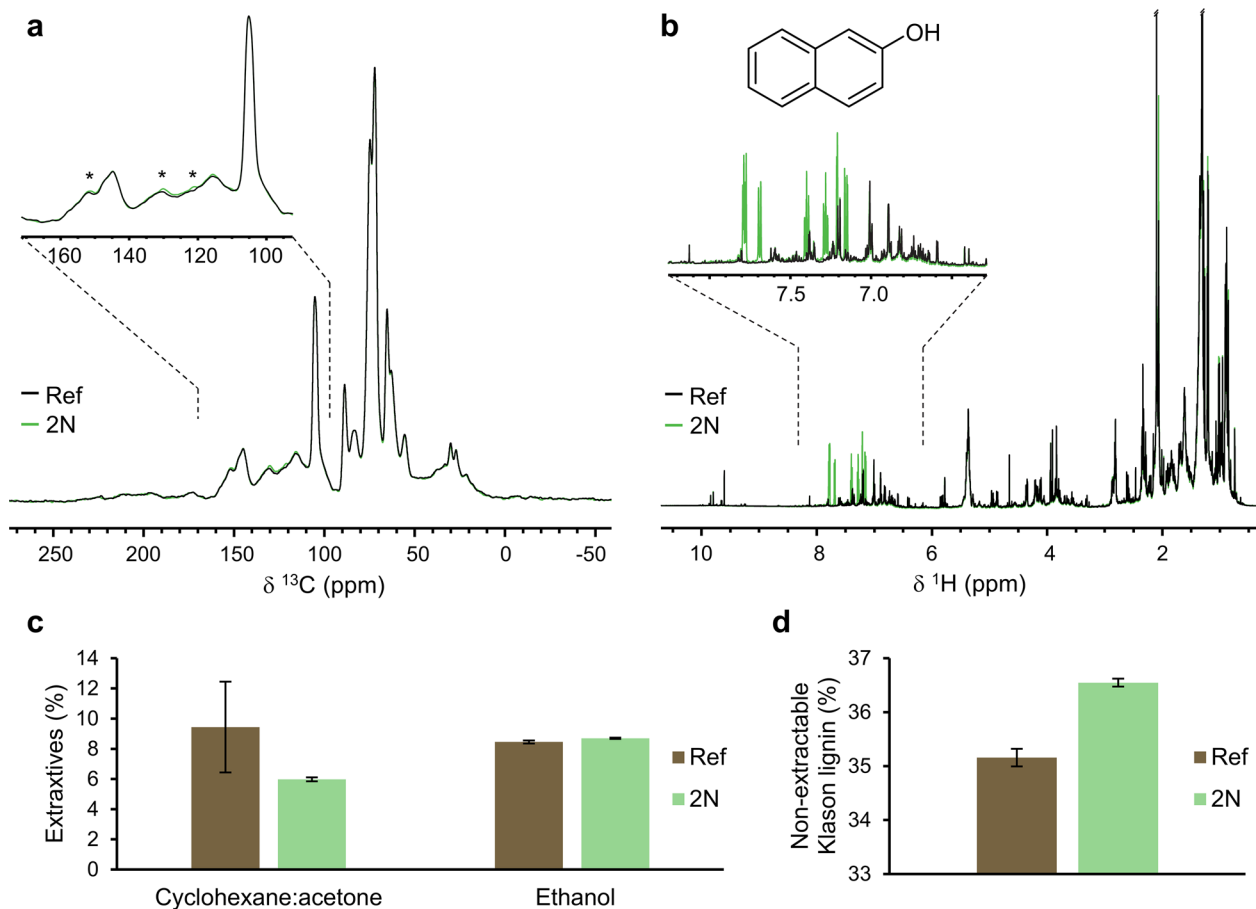 a
* * *
160 140 120 100
Ref
2N
250 200 150 100 50 0 -50
δ ¹³C (ppm)
b
OH
7.5 7.0
Ref
2N
10 8 6 4 2
δ ¹H (ppm)
c
Extraxtives (%)
14
12
10
8
6
4
2
0
Cyclohexane:acetone Ethanol
Ref
2N
d
Non-extractable
Klason lignin (%)
37
36
35
34
33
Ref
2N